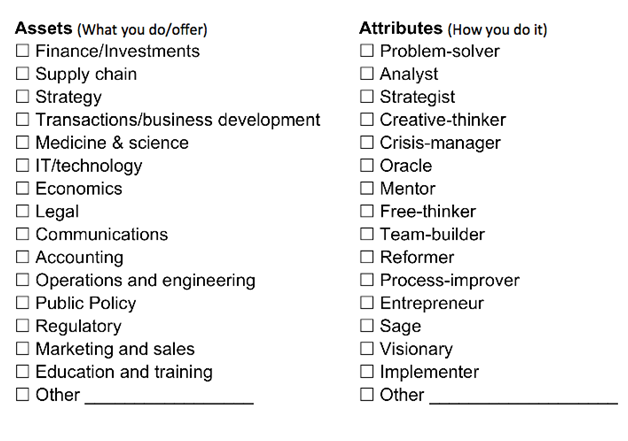 Assets (What you do/offer)
☐ Finance/Investments
☐ Supply chain
☐ Strategy
☐ Transactions/business development
☐ Medicine & science
☐ IT/technology
☐ Economics
☐ Legal
☐ Communications
☐ Accounting
☐ Operations and engineering
☐ Public Policy
☐ Regulatory
☐ Marketing and sales
☐ Education and training
☐ Other __________________
Attributes (How you do it)
☐ Problem-solver
☐ Analyst
☐ Strategist
☐ Creative-thinker
☐ Crisis-manager
☐ Oracle
☐ Mentor
☐ Free-thinker
☐ Team-builder
☐ Reformer
☐ Process-improver
☐ Entrepreneur
☐ Sage
☐ Visionary
☐ Implementer
☐ Other ____________________